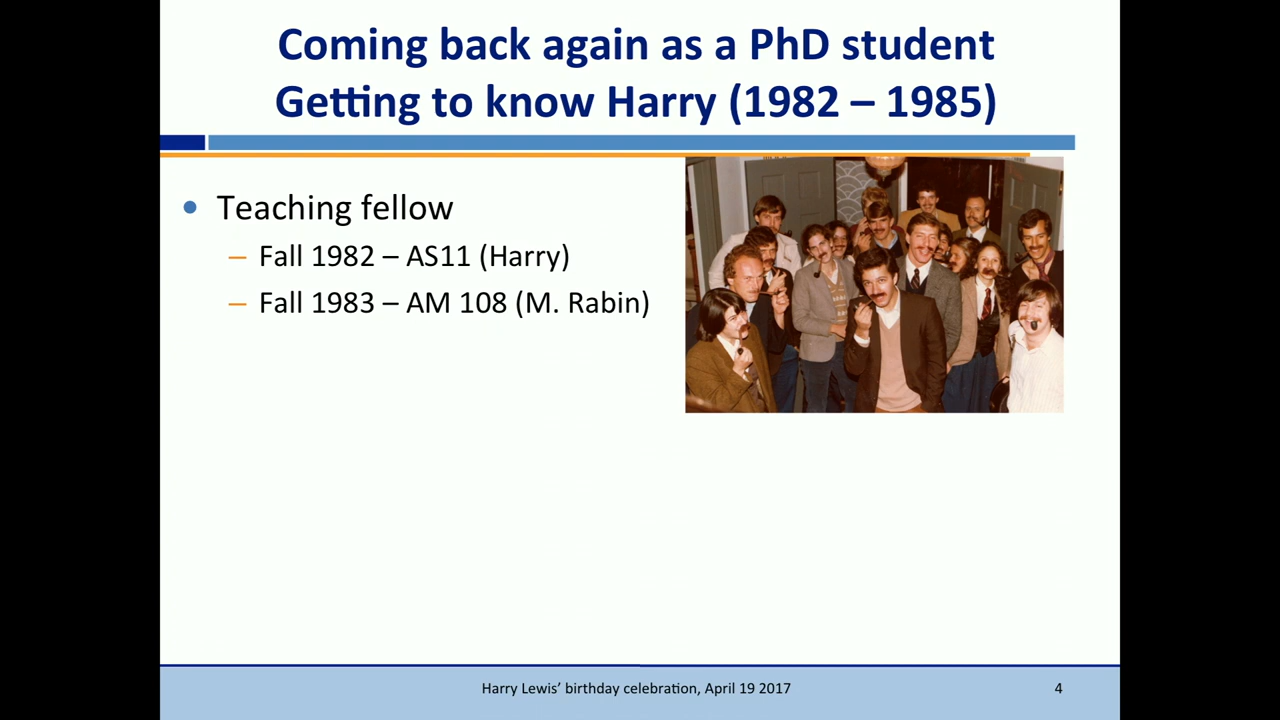 Coming back again as a PhD student
Getting to know Harry (1982 – 1985)
• Teaching fellow
– Fall 1982 – AS11 (Harry)
– Fall 1983 – AM 108 (M. Rabin)
Harry Lewis’ birthday celebration, April 19 2017
4